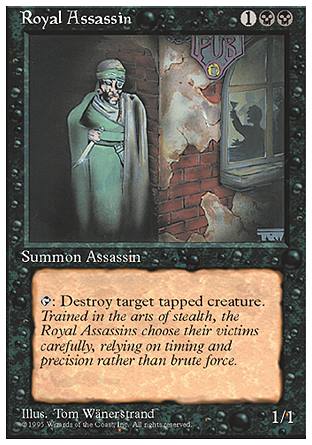 Royal Assassin 1
PUB
Summon Assassin
: Destroy target tapped creature.
Trained in the arts of stealth, the
Royal Assassins choose their victims
carefully, relying on timing and
precision rather than brute force.
Illus. Tom Wänerstrand
© 1995 Wizards of the Coast, Inc. All rights reserved.
1/1